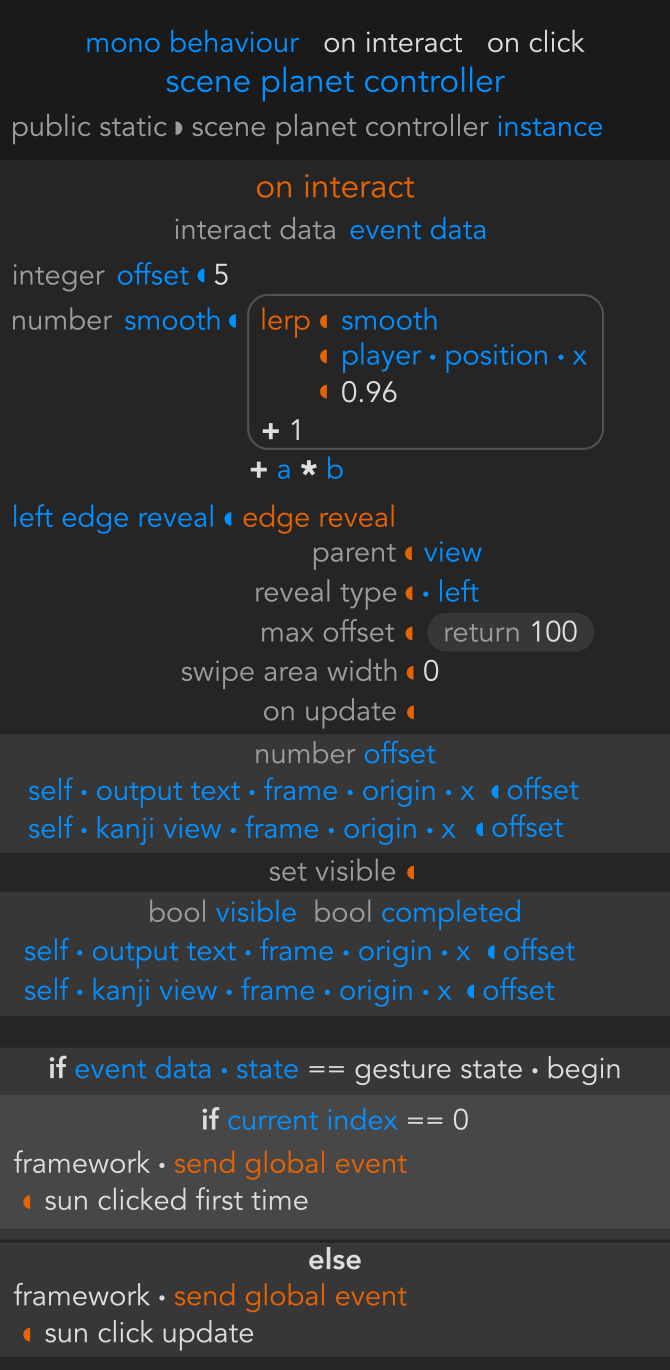 mono behaviour on interact on click
scene planet controller
public static scene planet controller instance
on interact
interact data event data
integer offset 5
number smooth lerp smooth
player · position · x
0.96
+ 1
+ a * b
left edge reveal edge reveal
parent view
reveal type · left
max offset return 100
swipe area width 0
on update
number offset
self · output text · frame · origin · x offset
self · kanji view · frame · origin · x offset
set visible
bool visible bool completed
self · output text · frame · origin · x offset
self · kanji view · frame · origin · x offset
if event data · state == gesture state · begin
if current index == 0
framework · send global event
sun clicked first time
else
framework · send global event
sun click update